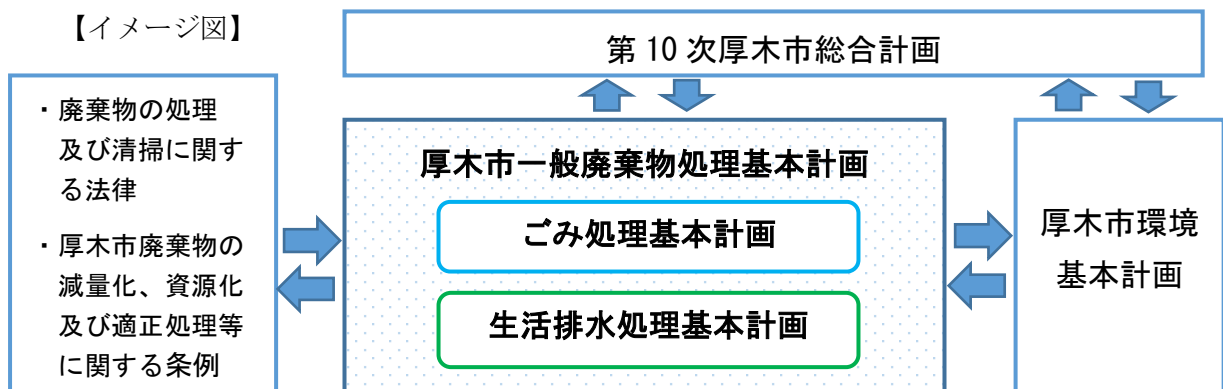 【イメージ図】
第 10 次厚木市総合計画
・廃棄物の処理
及び清掃に関す
る法律
・厚木市廃棄物の
減量化、資源化
及び適正処理等
に関する条例
厚木市一般廃棄物処理基本計画
ごみ処理基本計画
生活排水処理基本計画
厚木市環境
基本計画